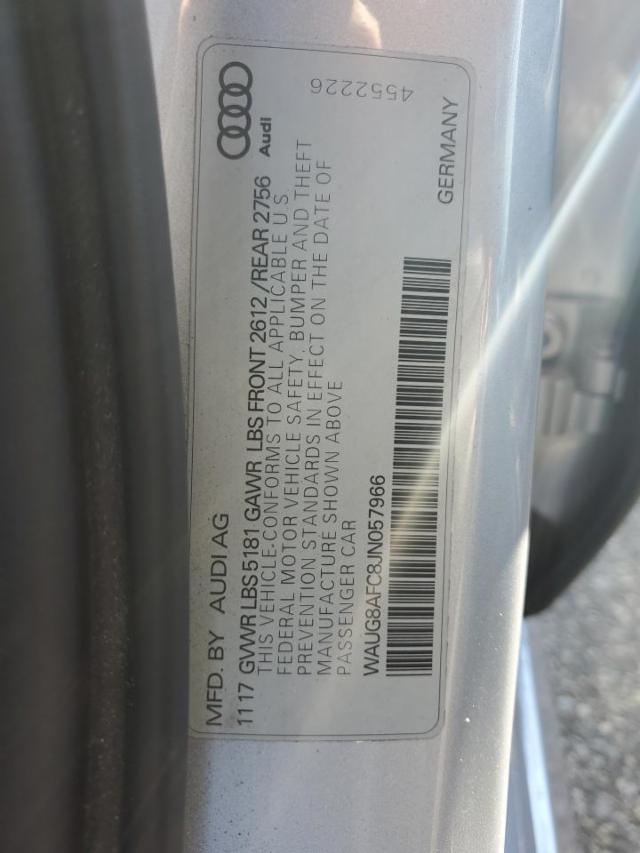 MFD. BY AUDI AG
11 17 GVWR LBS 5181 GAWR LBS FRONT 2612 / REAR 2756
THIS VEHICLE CONFORMS TO ALL APPLICABLE U.S
FEDERAL MOTOR VEHICLE SAFETY, BUMPER AND THEFT
PREVENTION STANDARDS IN EFFECT ON THE DATE OF
MANUFACTURE SHOWN ABOVE
PASSENGER CAR
WAUG8AFC8JN057966
Audi
4552226
GERMANY